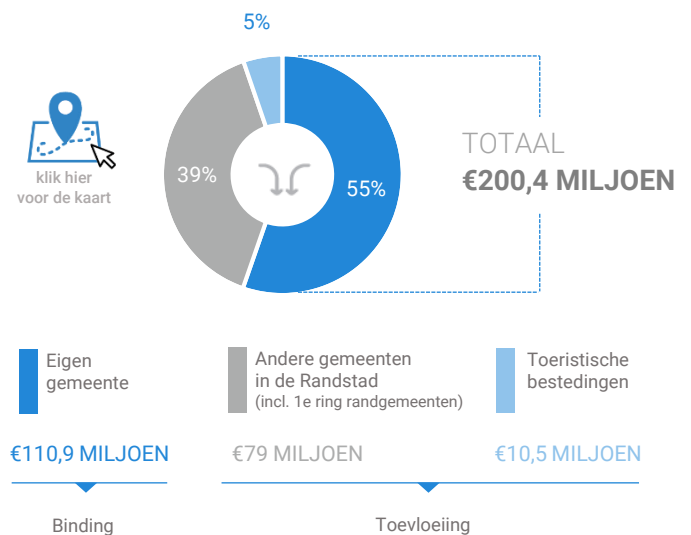 5%
klik hier
voor de kaart
39%
55%
TOTAAL
€200,4 MILJOEN
Eigen
gemeente
€110,9 MILJOEN
Andere gemeenten
in de Randstad
(incl. 1e ring randgemeenten)
€79 MILJOEN
Toeristische
bestedingen
€10,5 MILJOEN
Binding
Toevloeiing